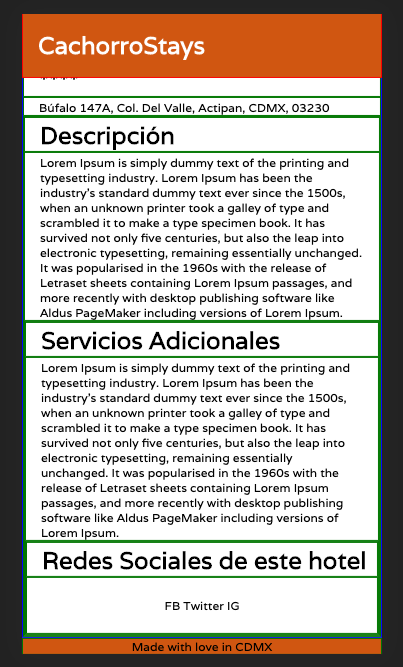 CachorroStays
Búfalo 147A, Col. Del Valle, Actipan, CDMX, 03230
Descripción
Lorem Ipsum is simply dummy text of the printing and
typesetting industry. Lorem Ipsum has been the
industry's standard dummy text ever since the 1500s,
when an unknown printer took a galley of type and
scrambled it to make a type specimen book. It has
survived not only five centuries, but also the leap into
electronic typesetting, remaining essentially unchanged.
It was popularised in the 1960s with the release of
Letraset sheets containing Lorem Ipsum passages, and
more recently with desktop publishing software like
Aldus PageMaker including versions of Lorem Ipsum.
Servicios Adicionales
Lorem Ipsum is simply dummy text of the printing and
typesetting industry. Lorem Ipsum has been the
industry's standard dummy text ever since the 1500s,
when an unknown printer took a galley of type and
scrambled it to make a type specimen book. It has
survived not only five centuries, but also the leap into
electronic typesetting, remaining essentially
unchanged. It was popularised in the 1960s with the
release of Letraset sheets containing Lorem Ipsum
passages, and more recently with desktop publishing
software like Aldus PageMaker including versions of
Lorem Ipsum.
Redes Sociales de este hotel
FB Twitter IG
Made with love in CDMX